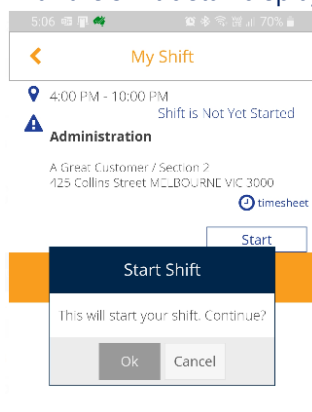 5:06
70%
My Shift
4:00 PM - 10:00 PM
Shift is Not Yet Started
Administration
A Great Customer / Section 2
425 Collins Street MELBOURNE VIC 3000
timesheet
Start
Start Shift
This will start your shift. Continue?
Ok
Cancel